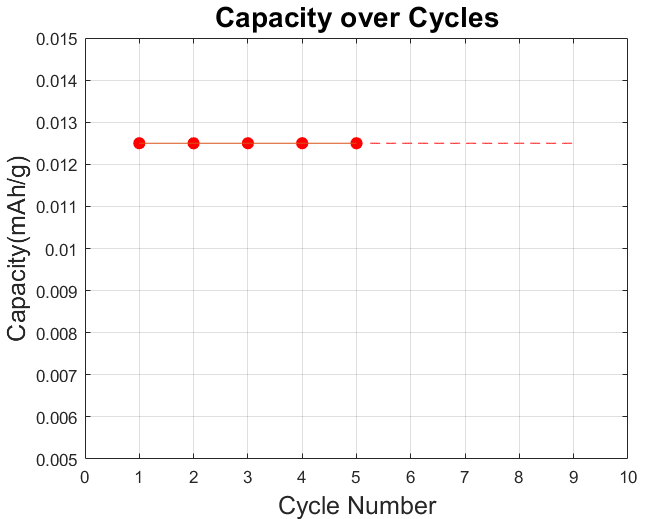 Capacity over Cycles
0.015
0.014
0.013
0.012
0.011
0.01
0.009
0.008
0.007
0.006
0.005
Capacity(mAh/g)
0 1 2 3 4 5 6 7 8 9 10
Cycle Number